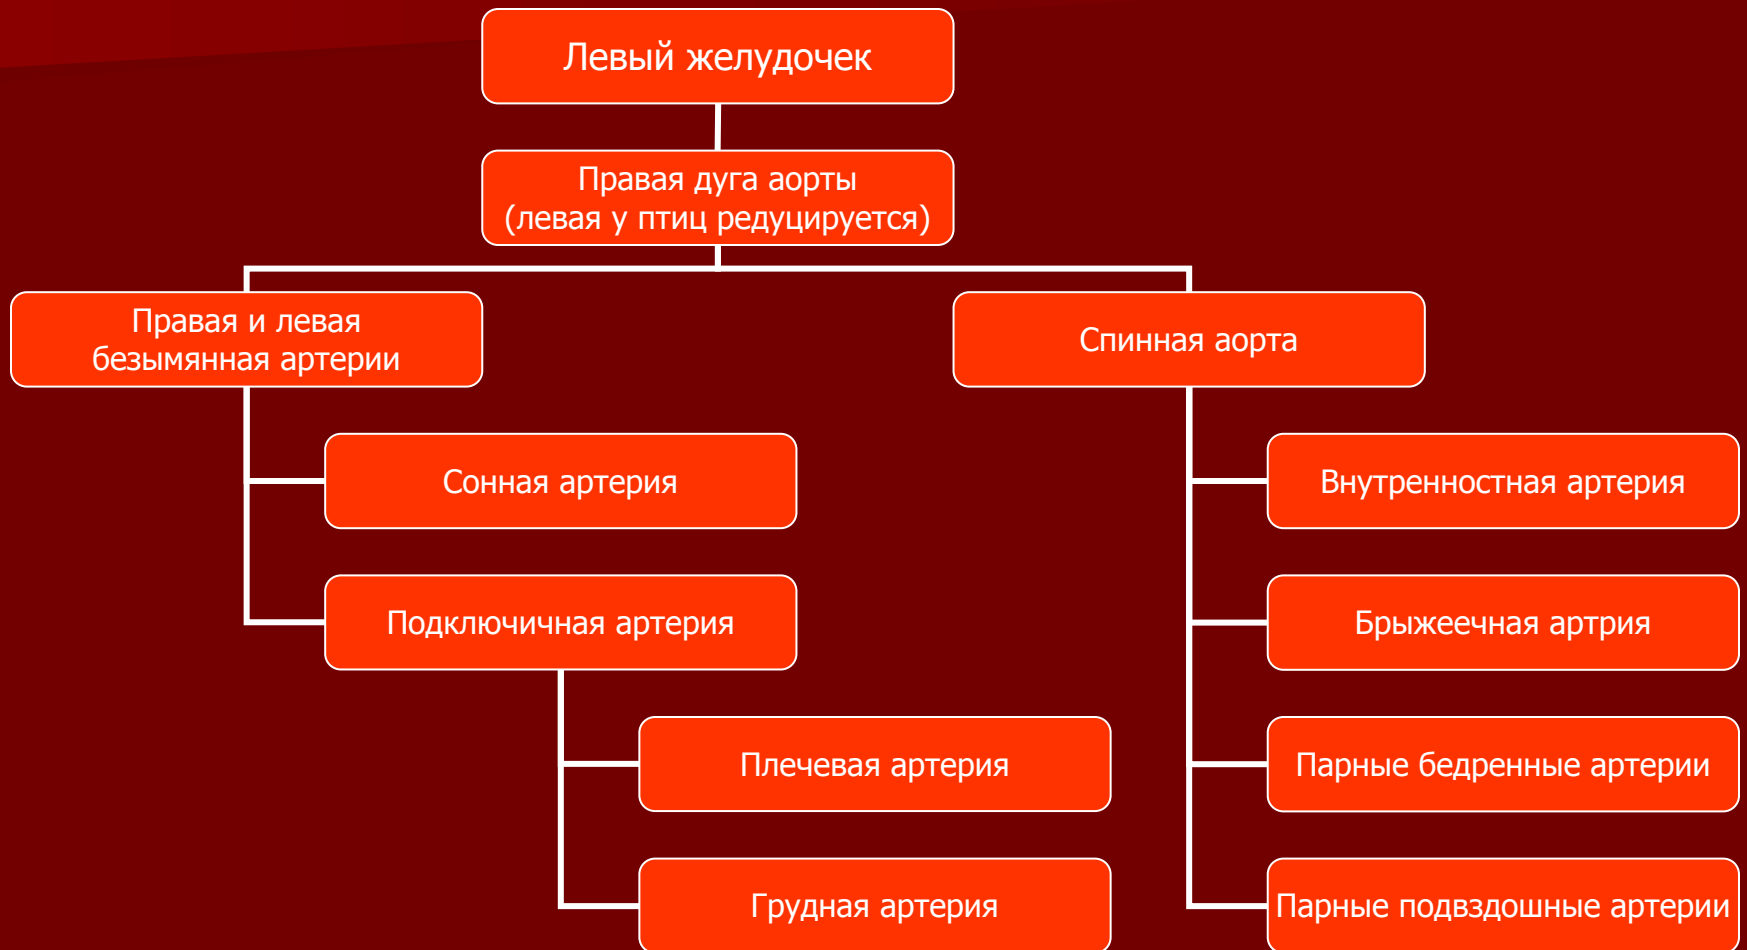 Левый желудочек
Правая дуга аорты
(левая у птиц редуцируется)
Правая и левая
безымянная артерии
Спинная аорта
Сонная артерия
Внутренностная артерия
Подключичная артерия
Брыжеечная артрия
Плечевая артерия
Парные бедренные артерии
Грудная артерия
Парные подвздошные артерии